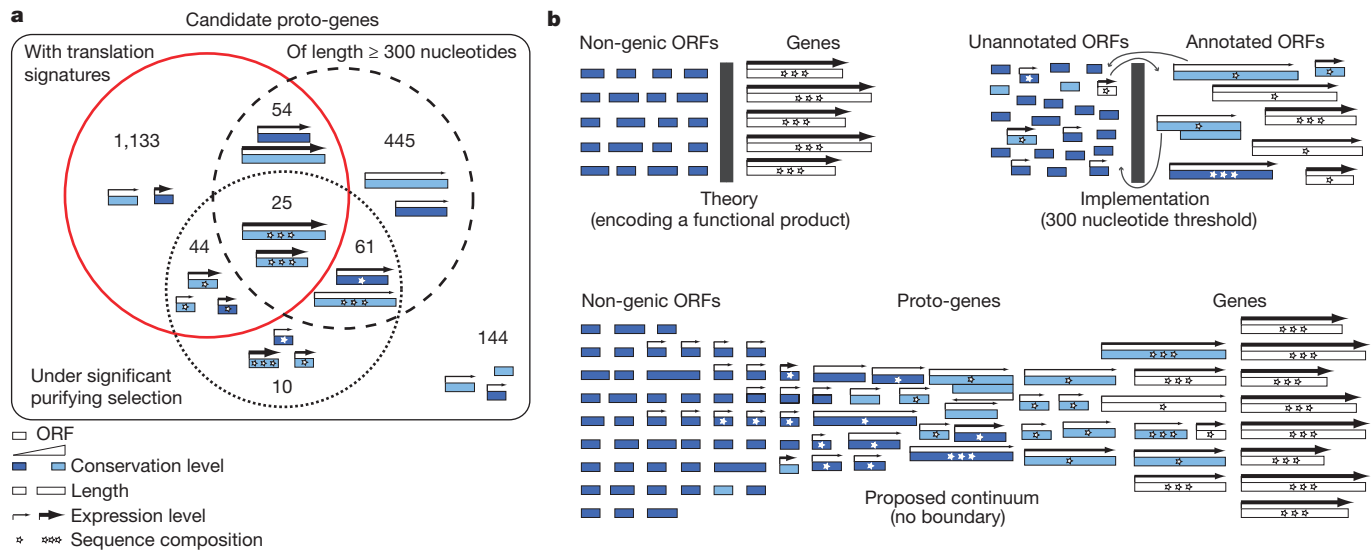 a
Candidate proto-genes
With translation
signatures
Of length ≥ 300 nucleotides
54
1,133
445
25
44
61
144
Under significant
purifying selection
10
ORF
Conservation level
Length
Expression level
Sequence composition
b
Non-genic ORFs
Genes
Theory
(encoding a functional product)
Unannotated ORFs
Annotated ORFs
Implementation
(300 nucleotide threshold)
Non-genic ORFs
Proto-genes
Genes
Proposed continuum
(no boundary)